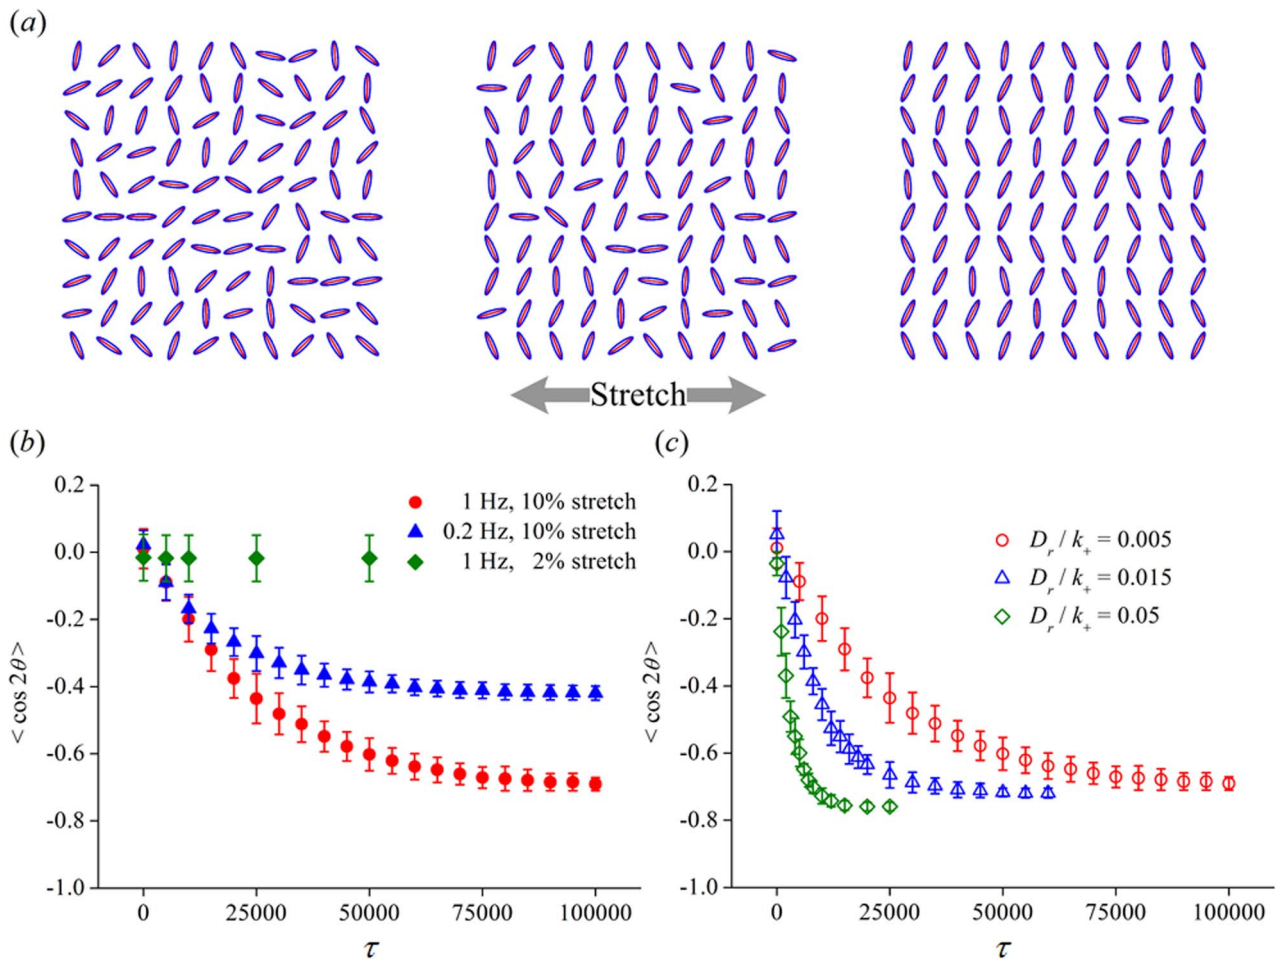 (a)
Stretch
(b)
0.2
0.0
-0.2
-0.4
-0.6
-0.8
-1.0
< cos 2θ >
1 Hz, 10% stretch
0.2 Hz, 10% stretch
1 Hz, 2% stretch
0 25000 50000 75000 100000
τ
(c)
0.2
0.0
-0.2
-0.4
-0.6
-0.8
-1.0
< cos 2θ >
D_r / k_+ = 0.005
D_r / k_+ = 0.015
D_r / k_+ = 0.05
0 25000 50000 75000 100000
τ